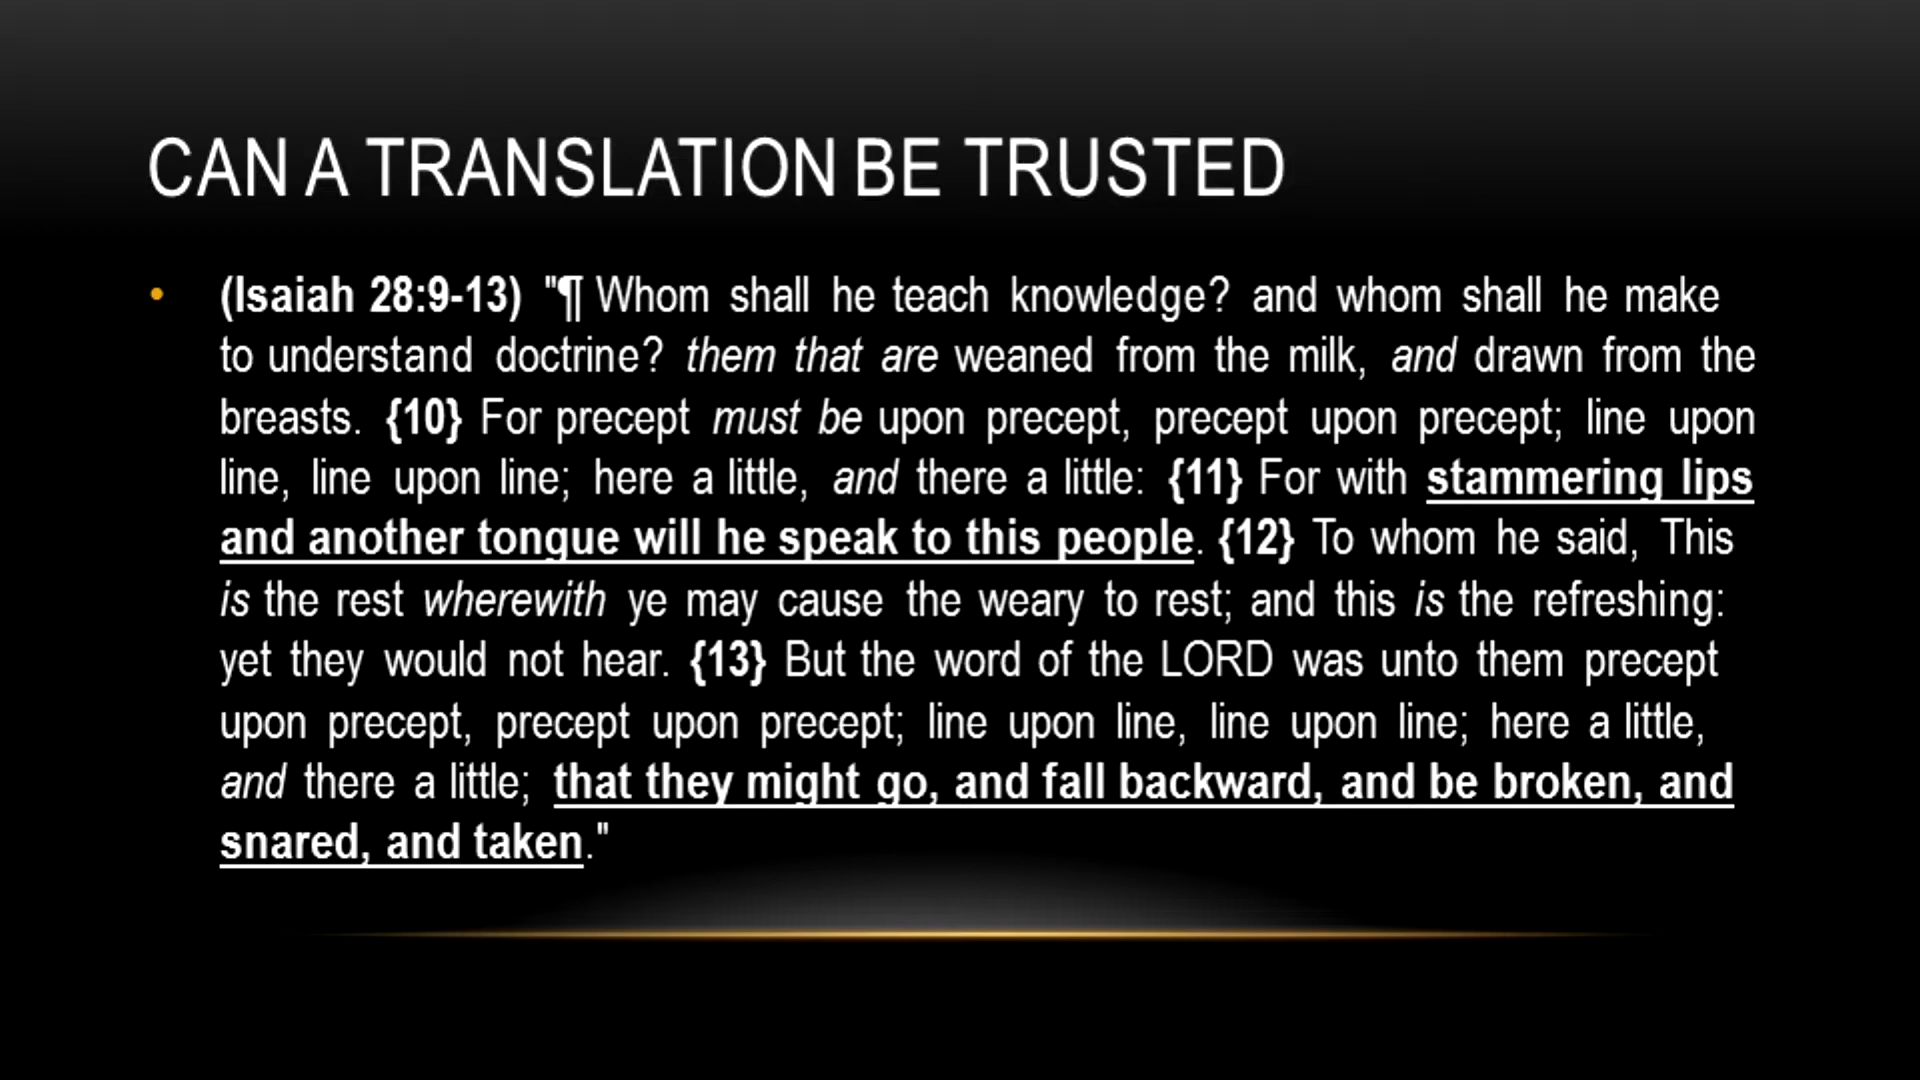 CAN A TRANSLATION BE TRUSTED
• (Isaiah 28:9-13) "¶ Whom shall he teach knowledge? and whom shall he make
to understand doctrine? them that are weaned from the milk, and drawn from the
breasts. {10} For precept must be upon precept, precept upon precept; line upon
line, line upon line; here a little, and there a little: {11} For with stammering lips
and another tongue will he speak to this people. {12} To whom he said, This
is the rest wherewith ye may cause the weary to rest; and this is the refreshing:
yet they would not hear. {13} But the word of the LORD was unto them precept
upon precept, precept upon precept; line upon line, line upon line; here a little,
and there a little; that they might go, and fall backward, and be broken, and
snared, and taken."